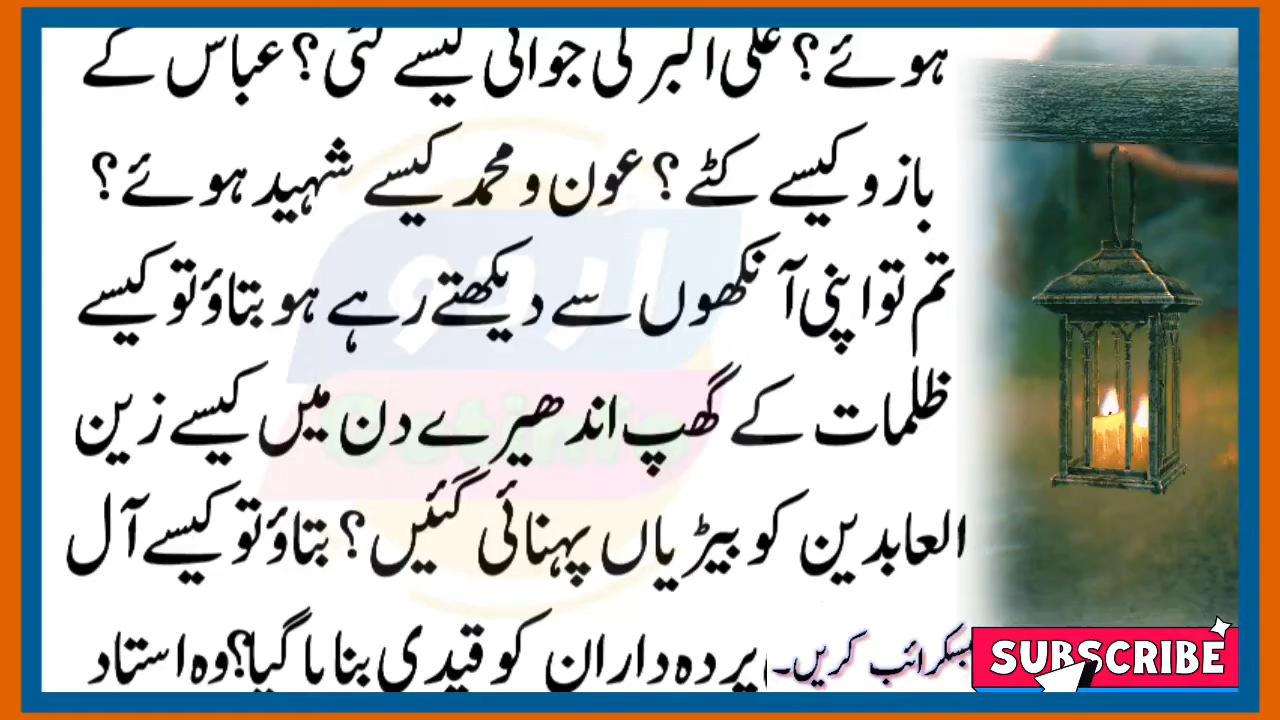 ہوئے؟ علی اکبر کی جوانی کیسے لٹی؟ عباس کے
بازو کیسے کٹے؟ عون و محمد کیسے شہید ہوئے؟
تم تو اپنی آنکھوں سے دیکھتے رہے ہو بتاؤ تو کیسے
ظلمات کے گھپ اندھیرے دن میں کیسے زین
العابدین کو بیڑیاں پہنائی گئیں؟ بتاؤ تو کیسے آل
پردہ داران کو قیدی بنایا گیا؟ وہ استاد
سبسکرائب کریں۔
SUBSCRIBE
اردو